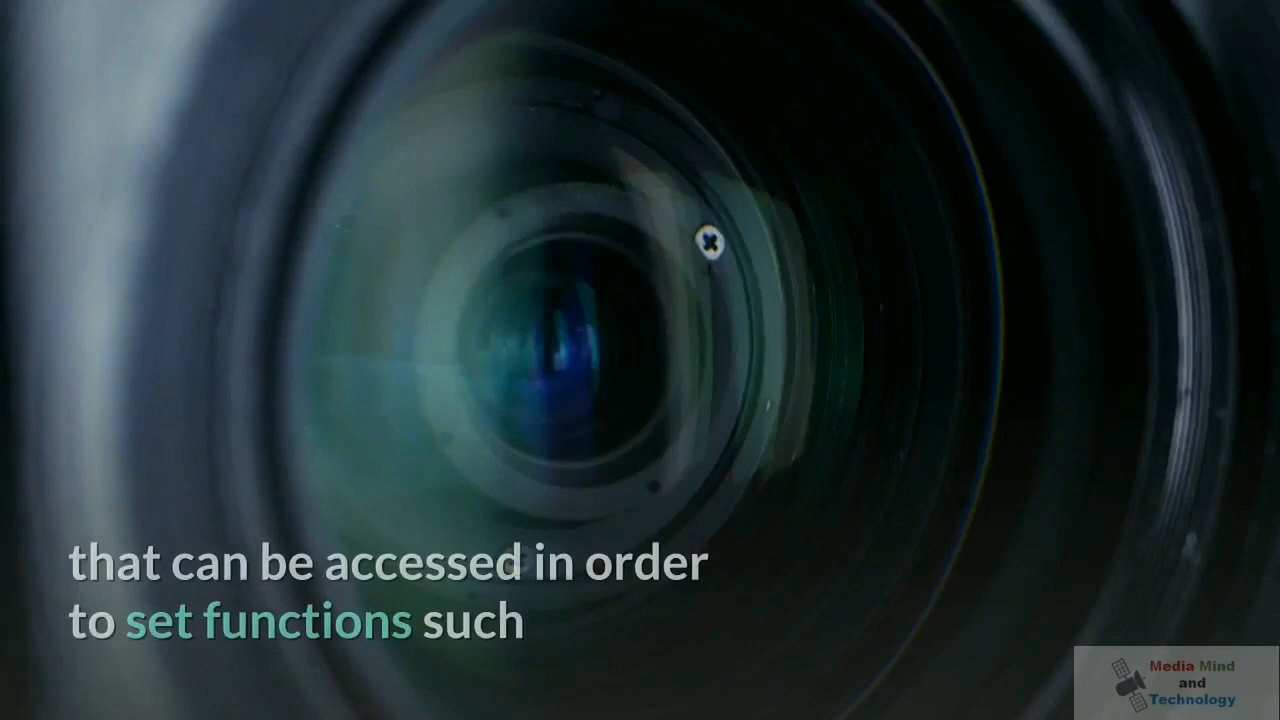 that can be accessed in order
to set functions such
Media Mind
and
Technology